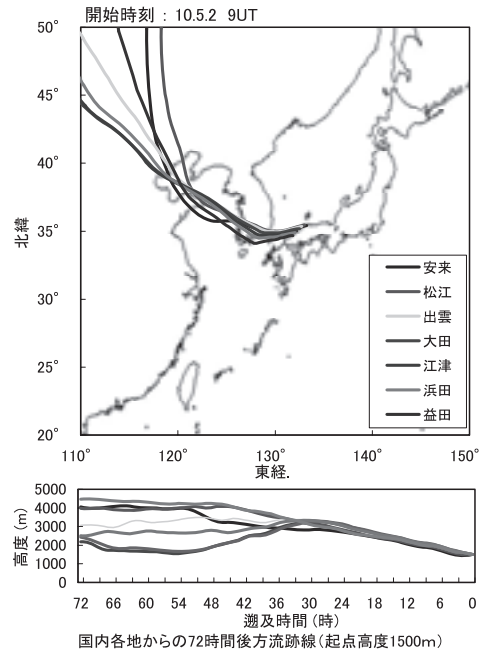 開始時刻 : 10.5.2 9UT
50°
45°
40°
35°
30°
25°
20°
北緯
110°
120°
130°
140°
150°
東経.
安来
松江
出雲
大田
江津
浜田
益田
5000
4000
3000
2000
1000
0
高度(m)
72 66 60 54 48 42 36 30 24 18 12 6 0
遡及時間(時)
国内各地からの72時間後方流跡線(起点高度1500m)